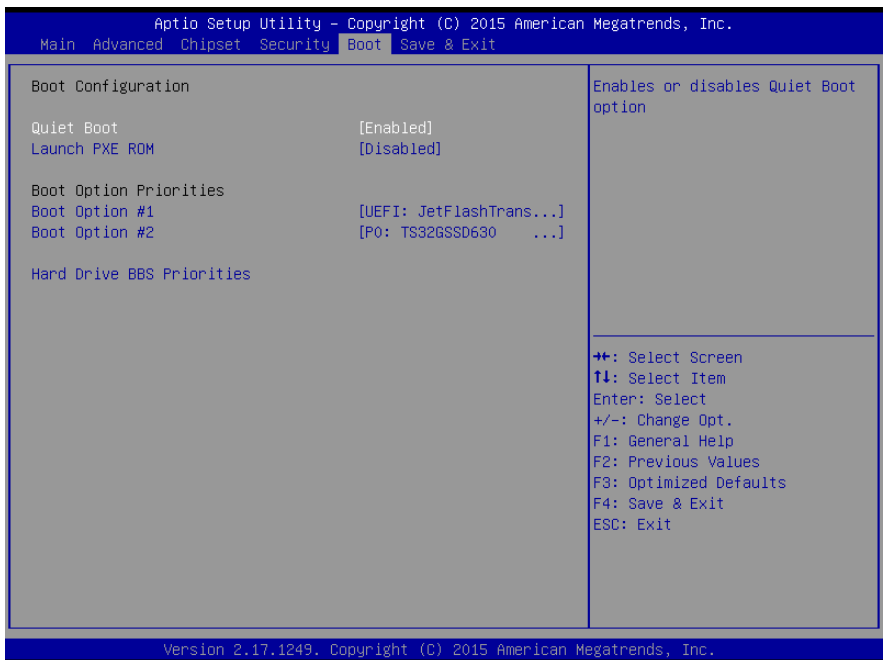 Aptio Setup Utility – Copyright (C) 2015 American Megatrends, Inc.
Main Advanced Chipset Security Boot Save & Exit
Boot Configuration
Quiet Boot [Enabled]
Launch PXE ROM [Disabled]
Boot Option Priorities
Boot Option #1 [UEFI: JetFlashTrans...]
Boot Option #2 [P0: TS32GSSD630 ...]
Hard Drive BBS Priorities
Enables or disables Quiet Boot
option
→←: Select Screen
↑↓: Select Item
Enter: Select
+/-: Change Opt.
F1: General Help
F2: Previous Values
F3: Optimized Defaults
F4: Save & Exit
ESC: Exit
Version 2.17.1249. Copyright (C) 2015 American Megatrends, Inc.